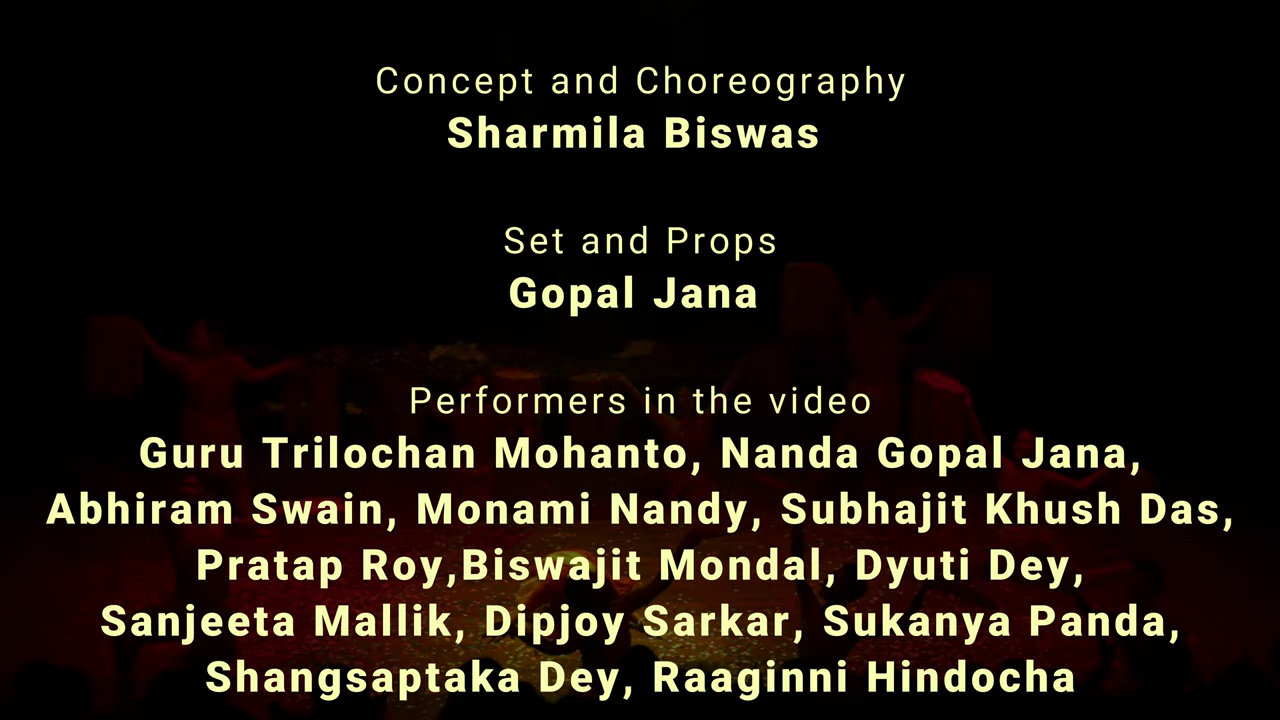 Concept and Choreography
Sharmila Biswas
Set and Props
Gopal Jana
Performers in the video
Guru Trilochan Mohanto, Nanda Gopal Jana,
Abhiram Swain, Monami Nandy, Subhajit Khush Das,
Pratap Roy,Biswajit Mondal, Dyuti Dey,
Sanjeeta Mallik, Dipjoy Sarkar, Sukanya Panda,
Shangsaptaka Dey, Raaginni Hindocha